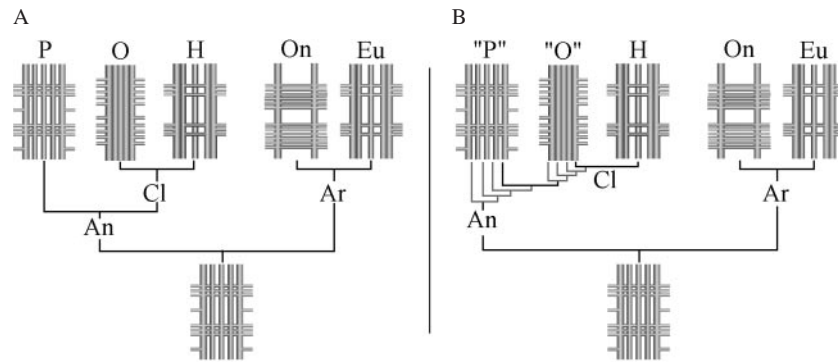 A
P O H On Eu
Cl
Ar
An
B
"P" "O" H On Eu
Cl
Ar
An